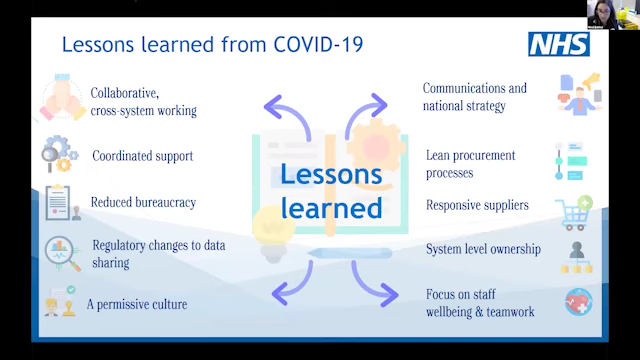 Lessons learned from COVID-19
NHS
Collaborative,
cross-system working
Coordinated support
Reduced bureaucracy
Regulatory changes to data
sharing
A permissive culture
Lessons
learned
Communications and
national strategy
Lean procurement
processes
Responsive suppliers
System level ownership
Focus on staff
wellbeing & teamwork